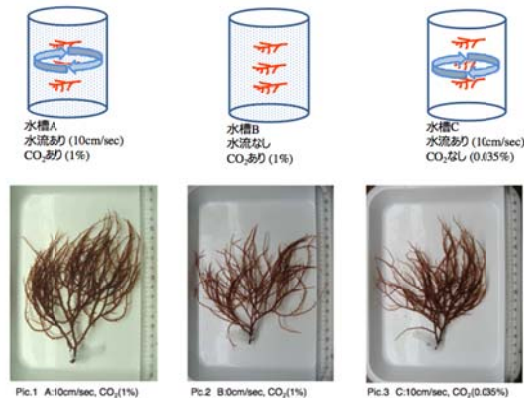 水槽A
水流あり (10cm/sec)
CO₂あり (1%)
水槽B
水流なし
CO₂あり (1%)
水槽C
水流あり (10cm/sec)
CO₂なし (0.035%)
Pic.1 A:10cm/sec, CO₂(1%)
Pic.2 B:0cm/sec, CO₂(1%)
Pic.3 C:10cm/sec, CO₂(0.035%)